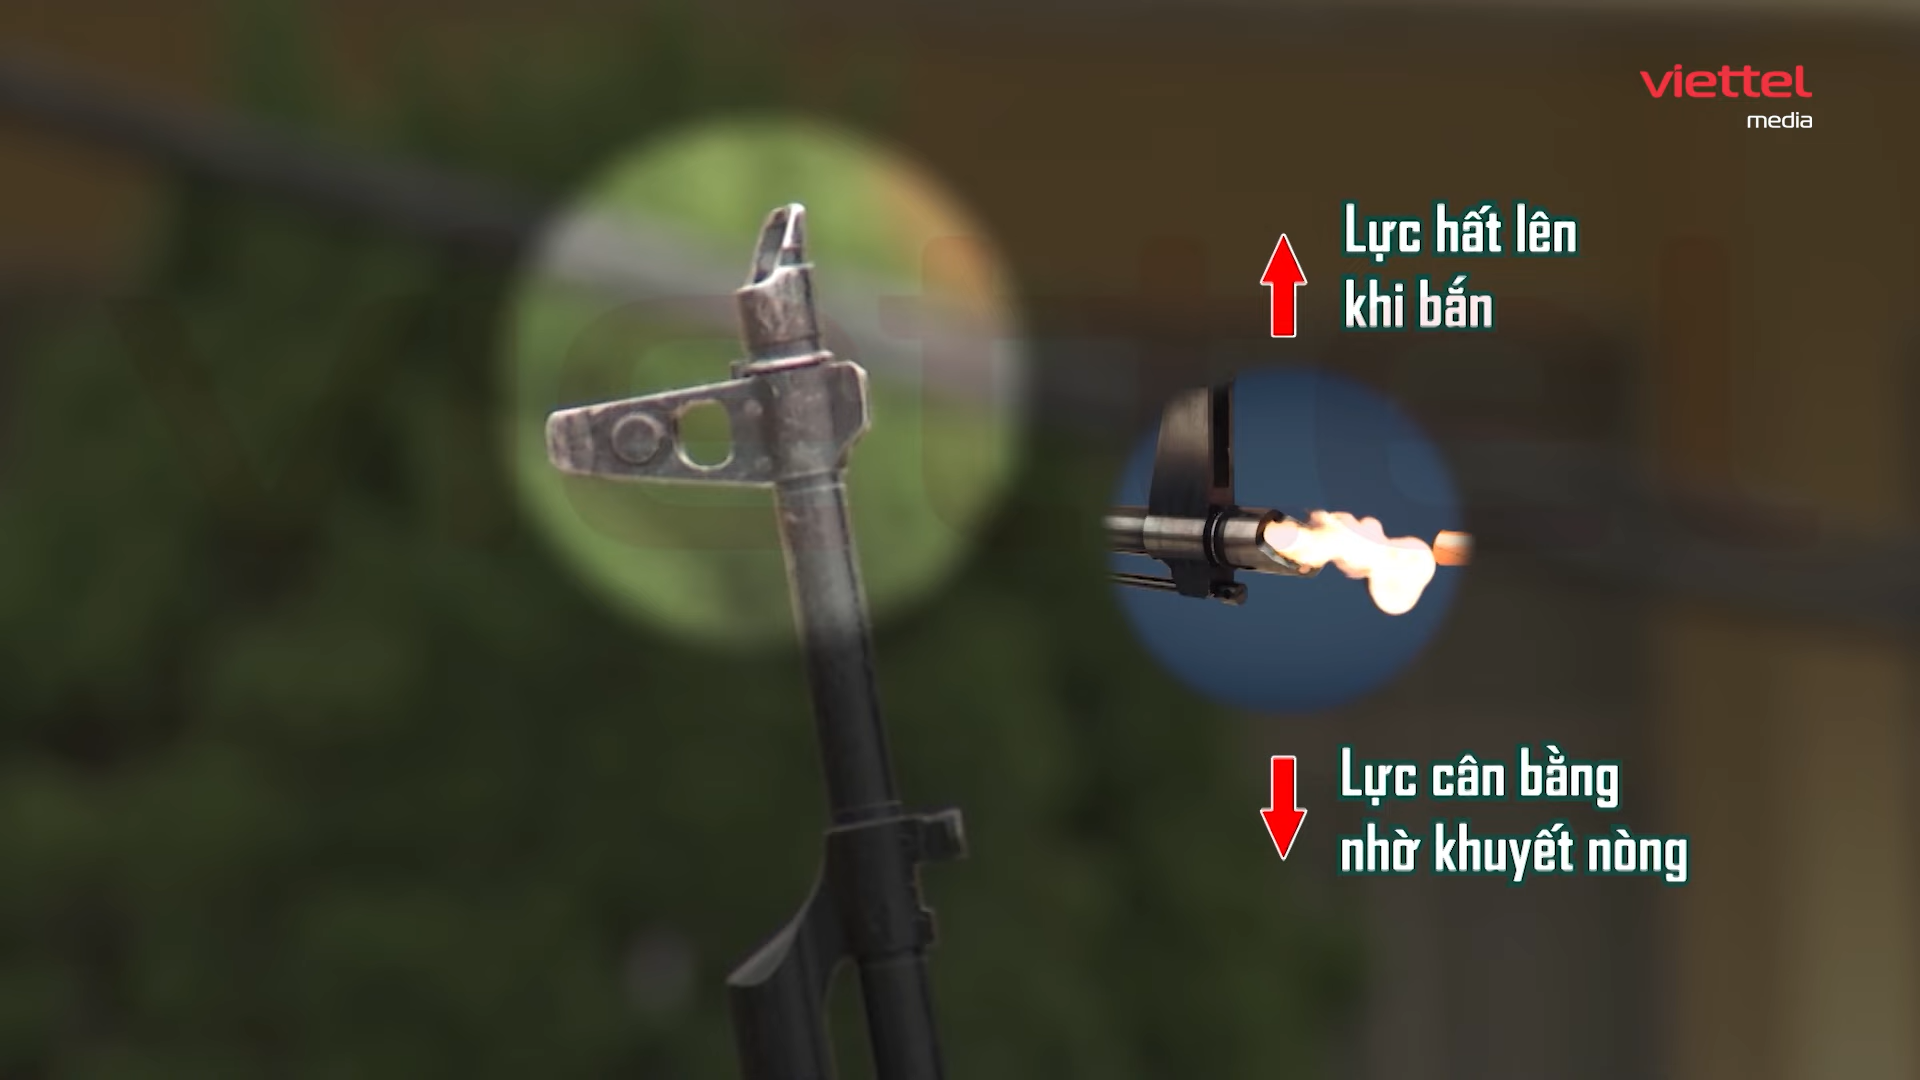 viettel
media
Lực hất lên
khi bắn
Lực cân bằng
nhờ khuyết nòng